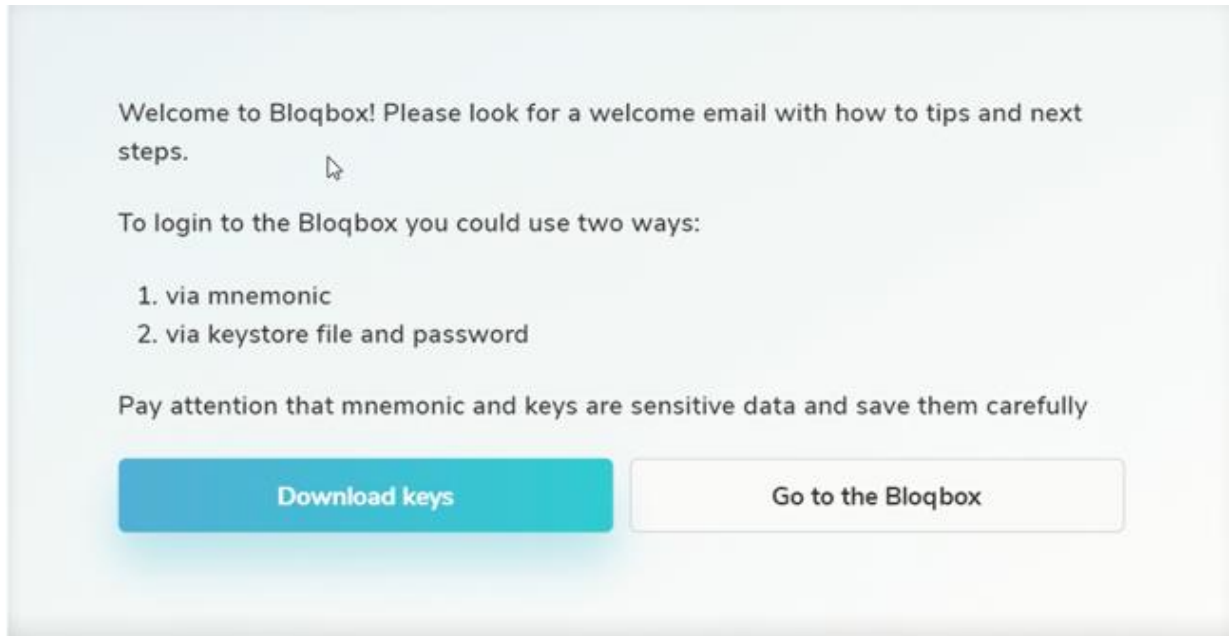 Welcome to Bloqbox! Please look for a welcome email with how to tips and next
steps.
To login to the Bloqbox you could use two ways:
1. via mnemonic
2. via keystore file and password
Pay attention that mnemonic and keys are sensitive data and save them carefully
Download keys
Go to the Bloqbox